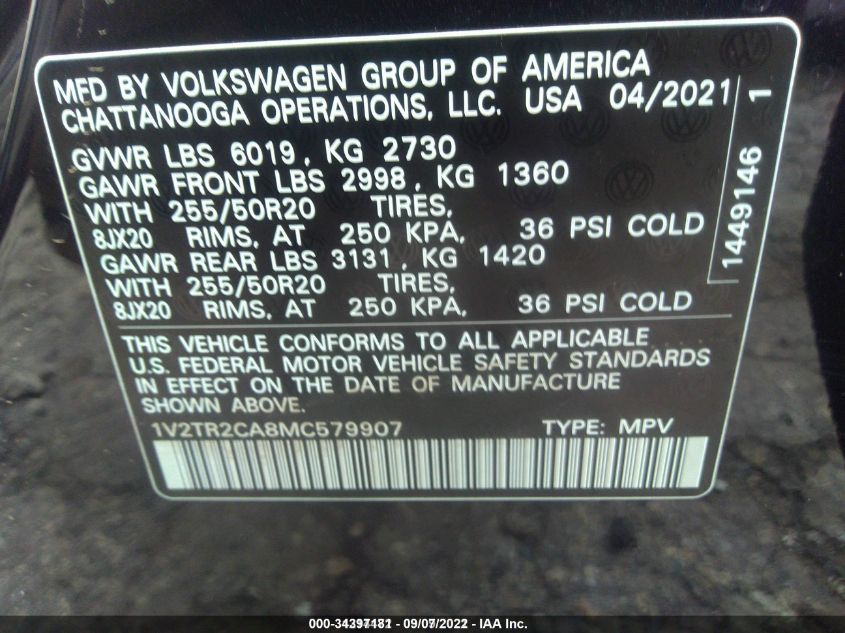 MFD BY VOLKSWAGEN GROUP OF AMERICA
CHATTANOOGA OPERATIONS, LLC. USA 04/2021
GVWR LBS 6019, KG 2730
GAWR FRONT LBS 2998, KG 1360
WITH 255/50R20 TIRES,
8JX20 RIMS, AT 250 KPA, 36 PSI COLD
GAWR REAR LBS 3131, KG 1420
WITH 255/50R20 TIRES,
8JX20 RIMS, AT 250 KPA, 36 PSI COLD
1449146 1
THIS VEHICLE CONFORMS TO ALL APPLICABLE
U.S. FEDERAL MOTOR VEHICLE SAFETY STANDARDS
IN EFFECT ON THE DATE OF MANUFACTURE
SHOWN ABOVE.
1V2TR2CA8MC579907 TYPE: MPV
000-34397181 - 09/07/2022 - IAA Inc.